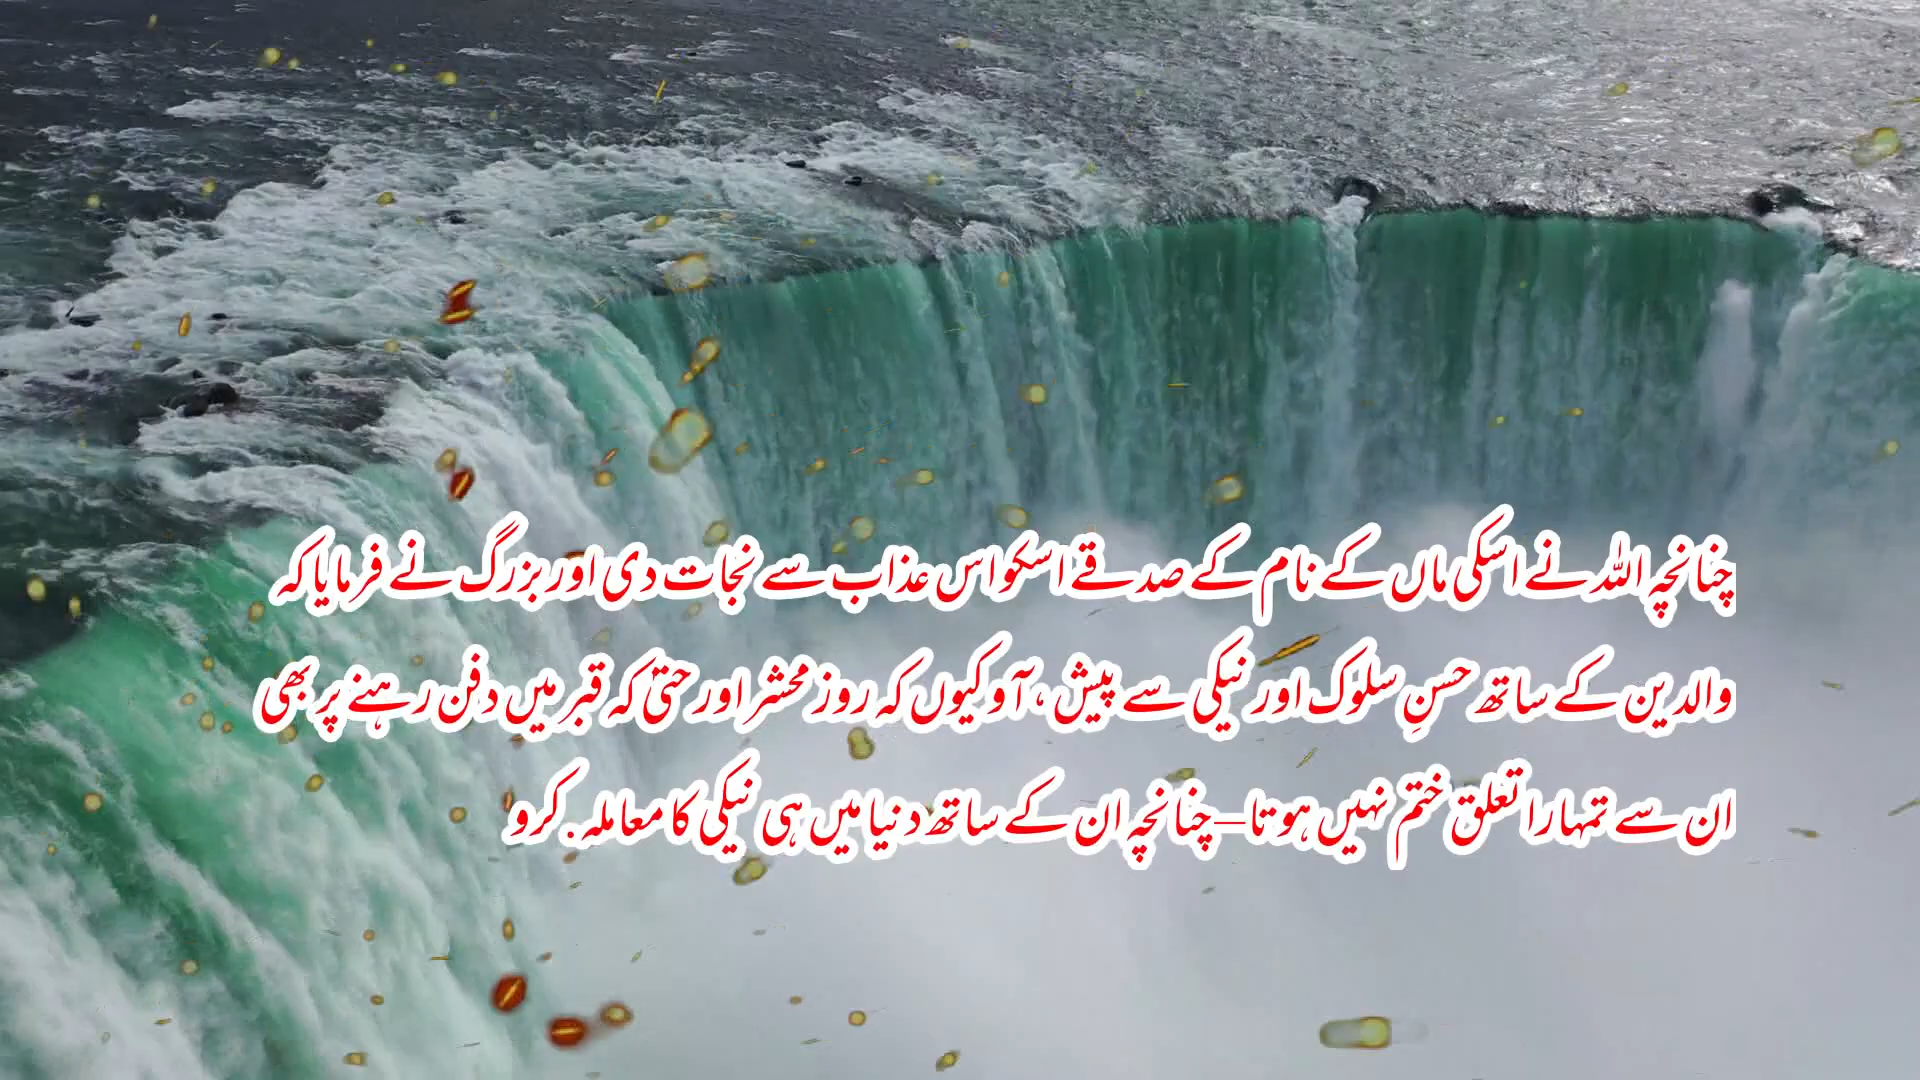 چنانچہ اللہ نے اسکی ماں کے نام کے صدقے اسکو اس عذاب سے نجات دی اور بزرگ نے فرمایا کہ
والدین کے ساتھ حسنِ سلوک اور نیکی سے پیش ،آو کیوں کہ روز محشر اور حتیٰ کہ قبر میں دفن رہنے پر بھی
ان سے تمہارا تعلق ختم نہیں ہوتا–چنانچہ ان کے ساتھ دنیا میں ہی نیکی کا معاملہ .کرو